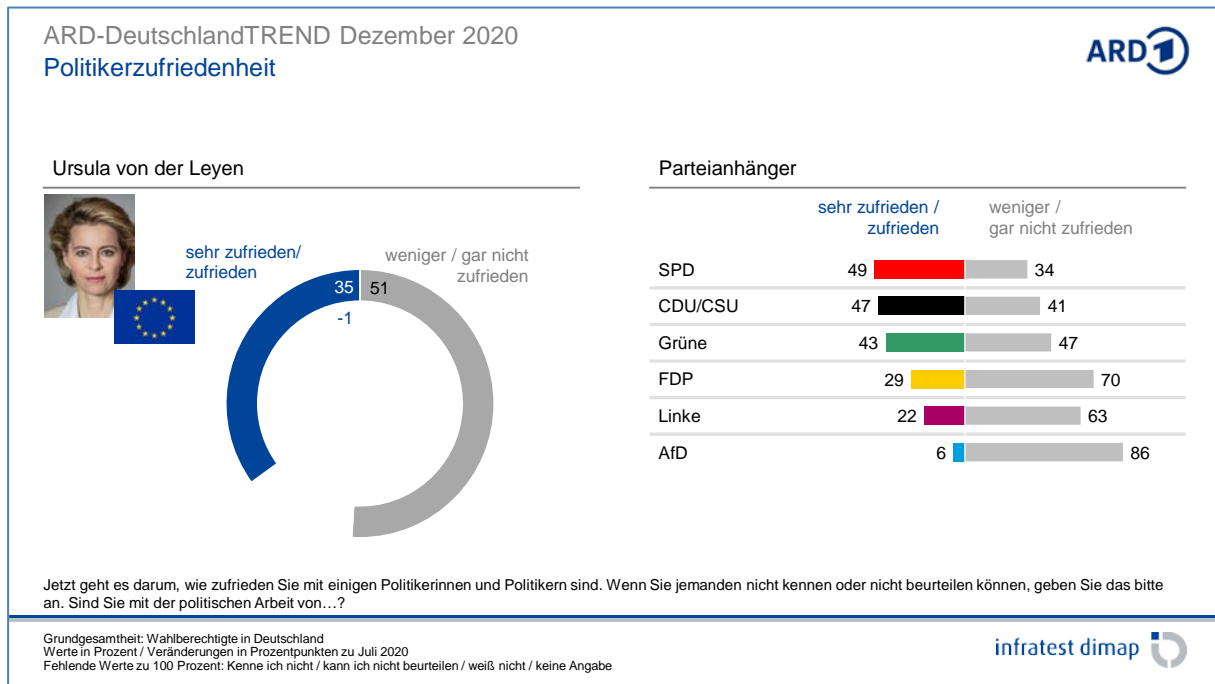 ARD-DeutschlandTREND Dezember 2020
Politikerzufriedenheit
ARD 1
Ursula von der Leyen
sehr zufrieden/
zufrieden
weniger / gar nicht
zufrieden
35 51
-1
Parteianhänger
sehr zufrieden /
zufrieden
weniger /
gar nicht zufrieden
SPD 49 34
CDU/CSU 47 41
Grüne 43 47
FDP 29 70
Linke 22 63
AfD 6 86
Jetzt geht es darum, wie zufrieden Sie mit einigen Politikerinnen und Politikern sind. Wenn Sie jemanden nicht kennen oder nicht beurteilen können, geben Sie das bitte
an. Sind Sie mit der politischen Arbeit von…?
Grundgesamtheit: Wahlberechtigte in Deutschland
Werte in Prozent / Veränderungen in Prozentpunkten zu Juli 2020
Fehlende Werte zu 100 Prozent: Kenne ich nicht / kann ich nicht beurteilen / weiß nicht / keine Angabe
infratest dimap